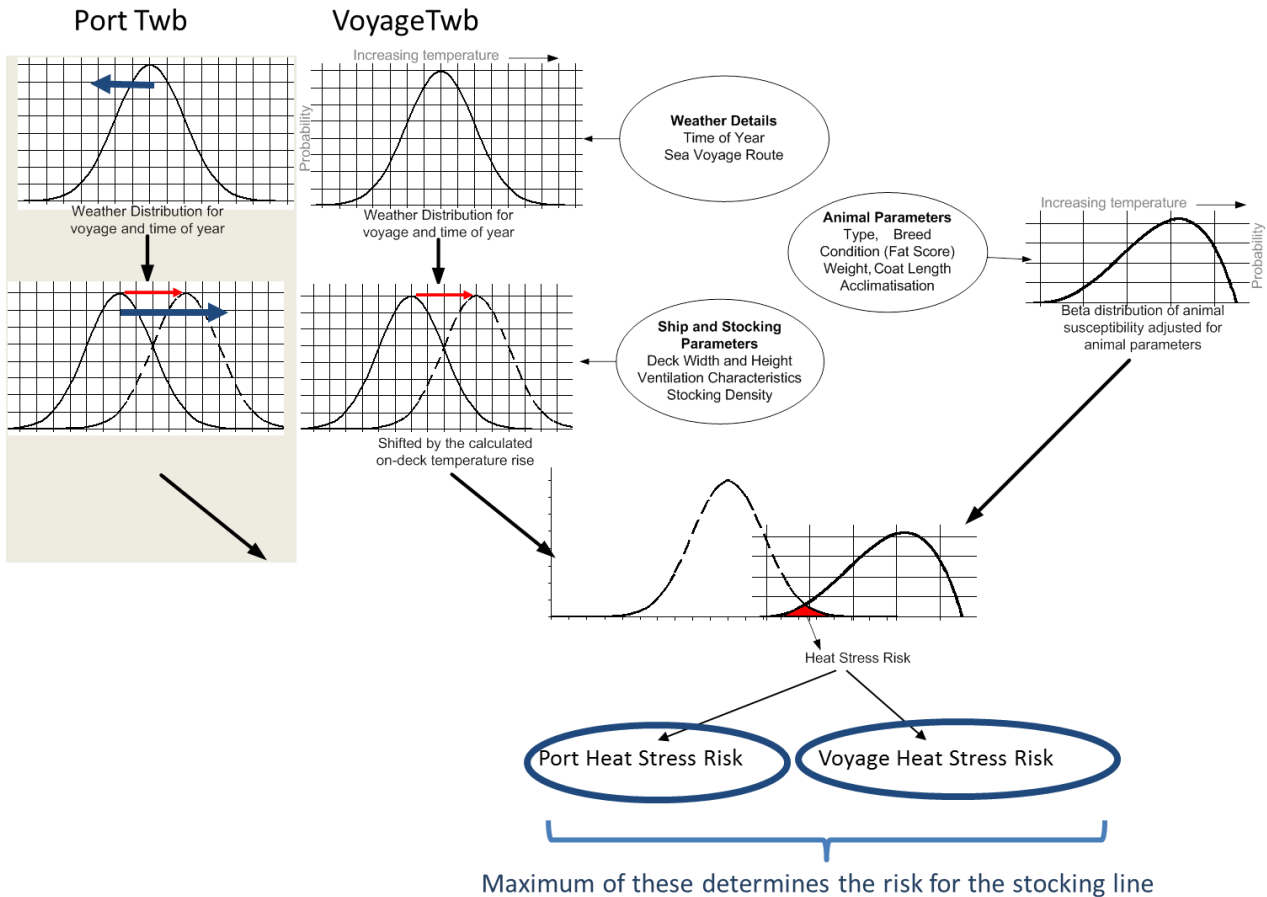 Port Twb
VoyageTwb
Increasing temperature
Probability
Weather Distribution for
voyage and time of year
Weather Distribution for
voyage and time of year
Weather Details
Time of Year
Sea Voyage Route
Animal Parameters
Type, Breed
Condition (Fat Score)
Weight, Coat Length
Acclimatisation
Increasing temperature
Probability
Beta distribution of animal
susceptibility adjusted for
animal parameters
Ship and Stocking
Parameters
Deck Width and Height
Ventilation Characteristics
Stocking Density
Shifted by the calculated
on-deck temperature rise
Heat Stress Risk
Port Heat Stress Risk
Voyage Heat Stress Risk
Maximum of these determines the risk for the stocking line